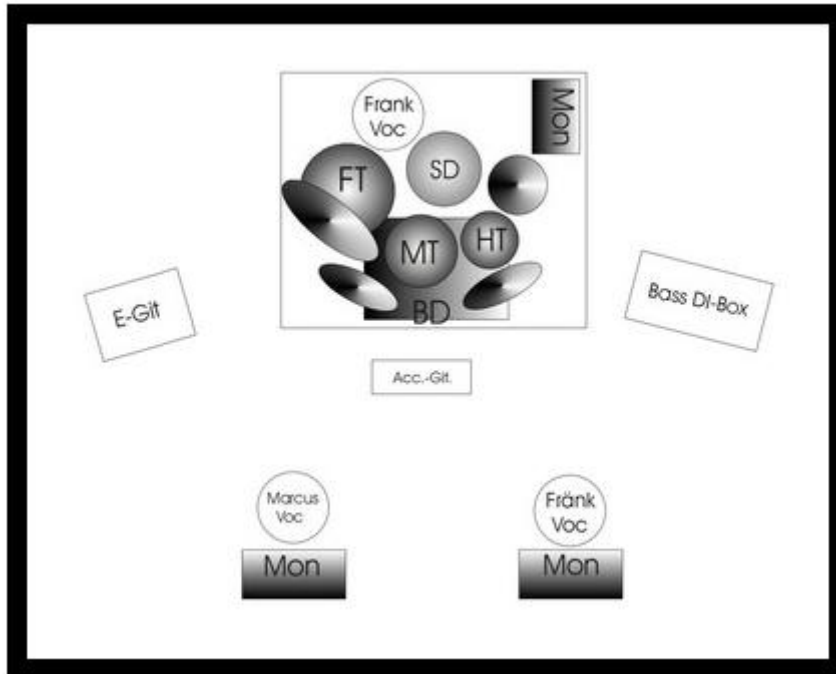 Frank
Voc
Mon
FT
SD
MT
HT
BD
E-Git
Bass DI-Box
Acc.-Git.
Marcus
Voc
Mon
Fränk
Voc
Mon